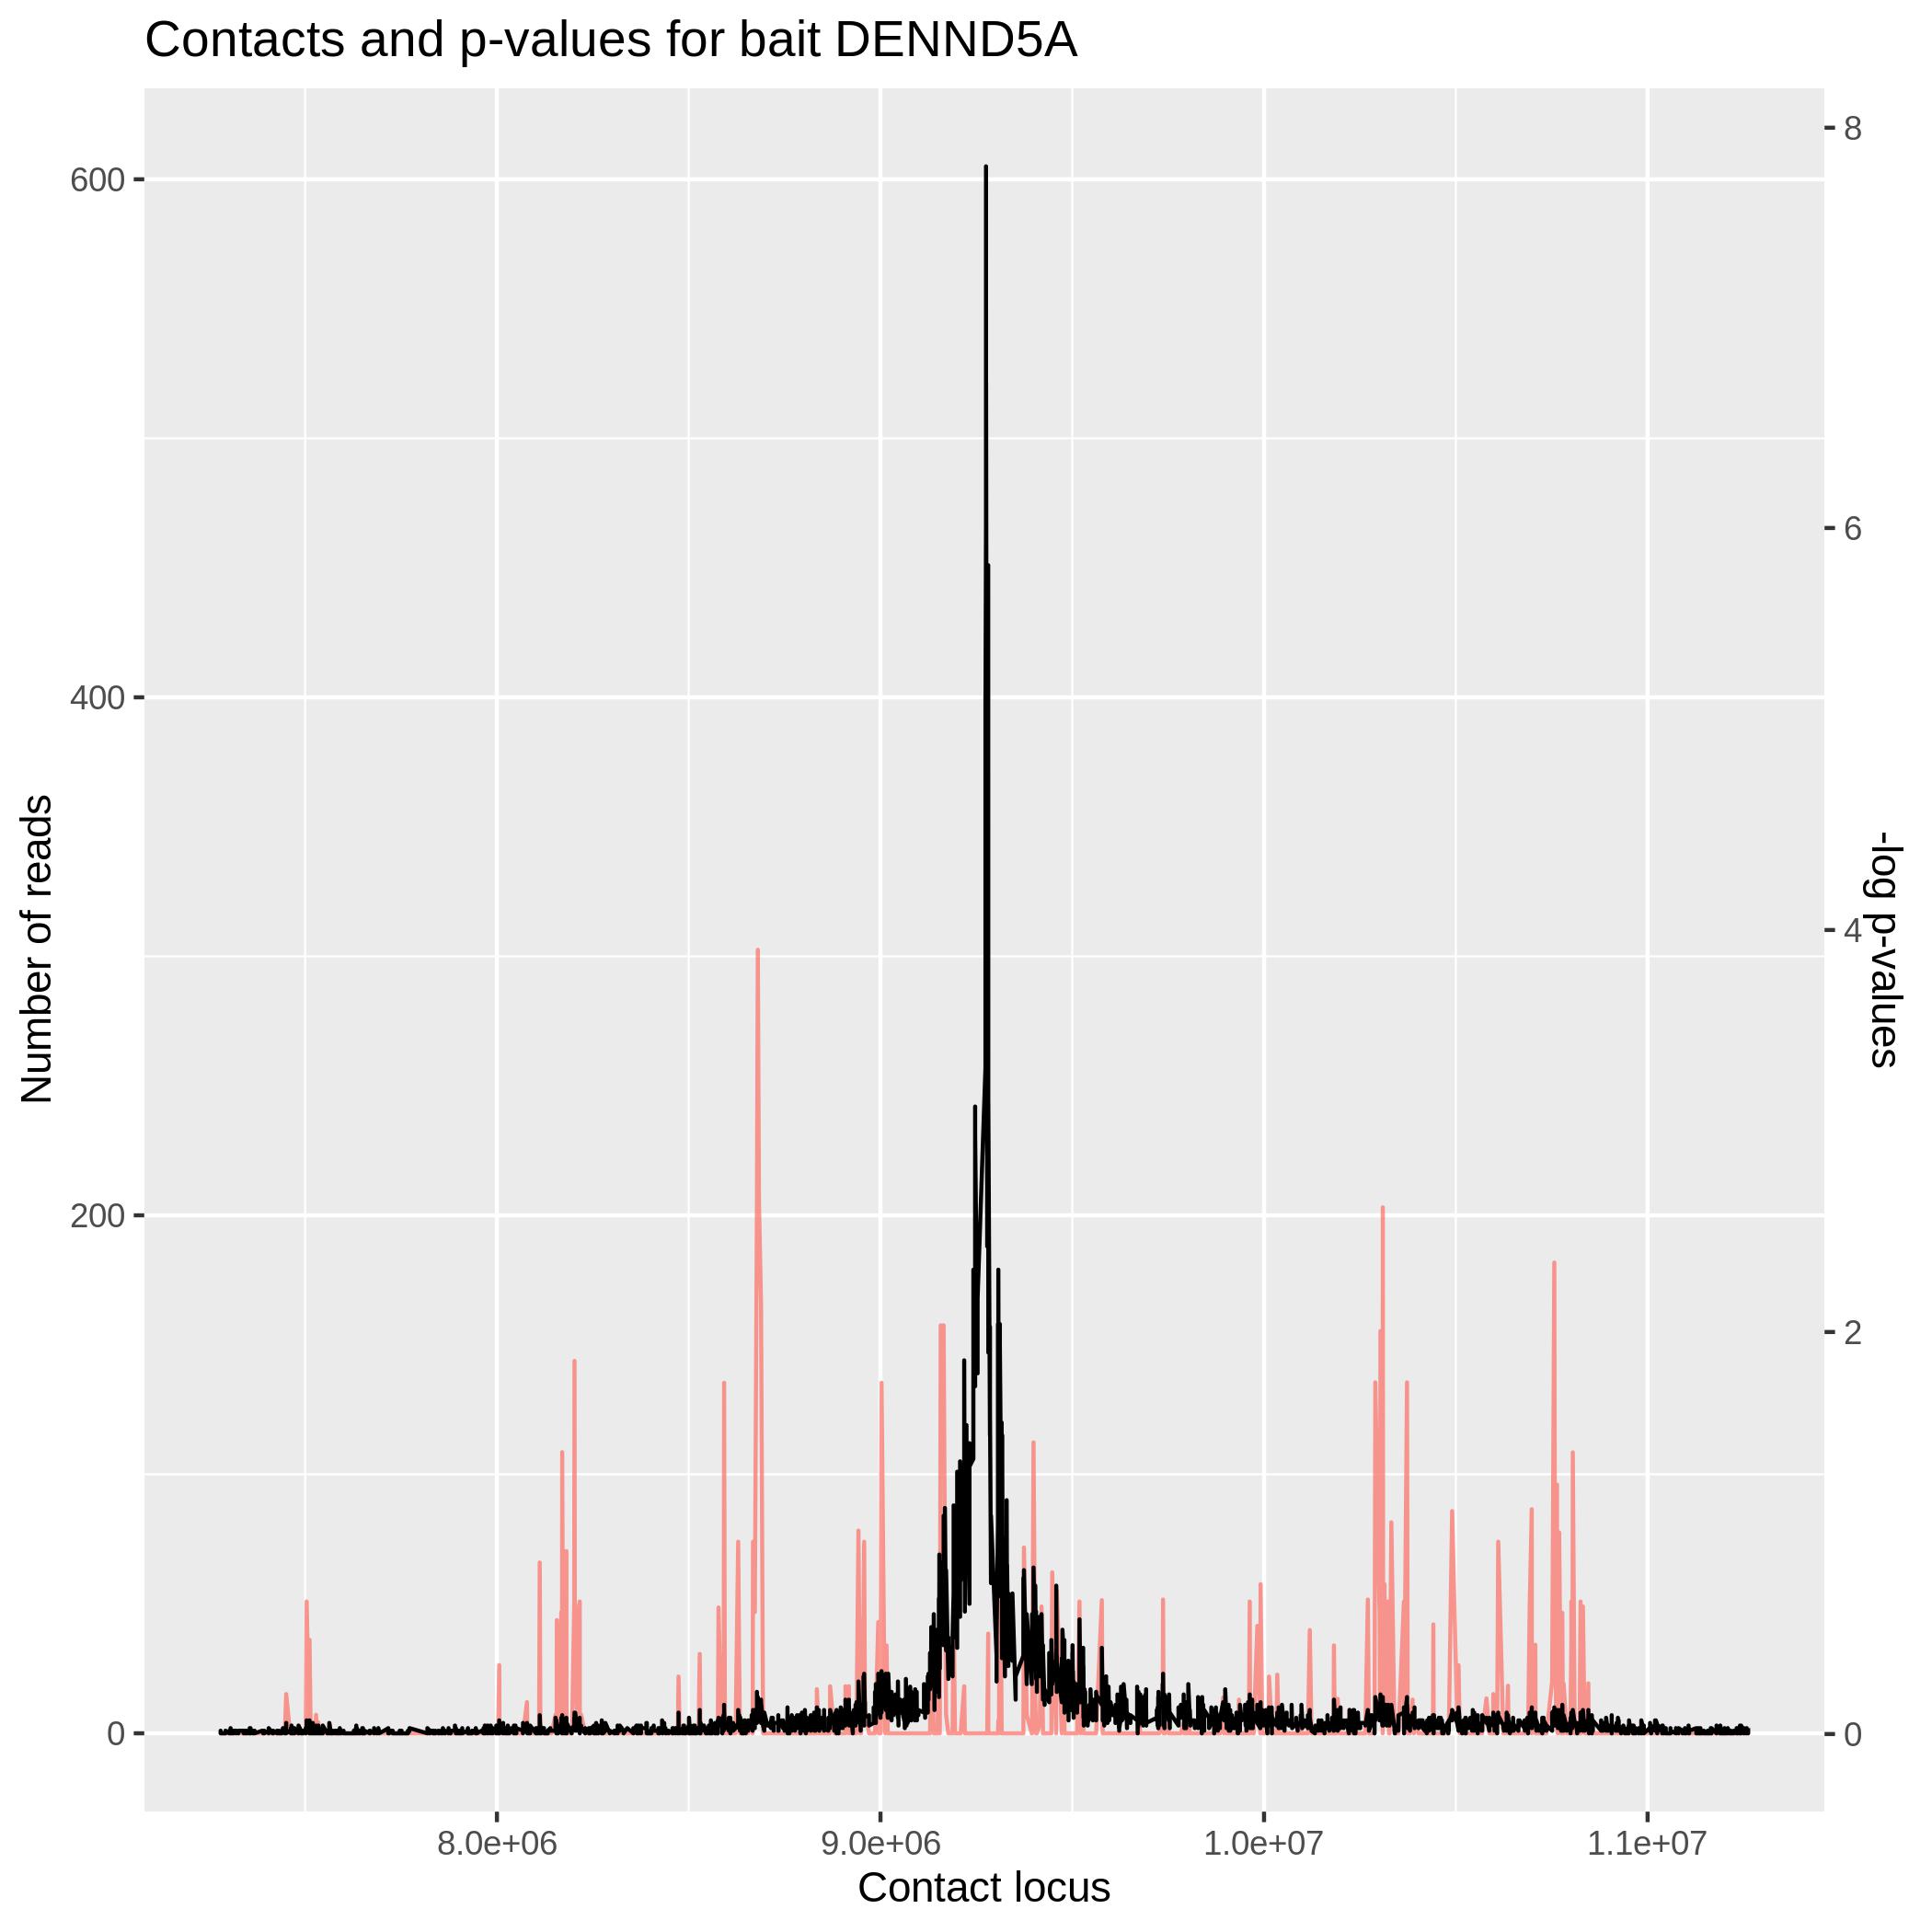 Contacts and p-values for bait DENND5A
600
400
200
0
Number of reads
8
6
4
2
0
-log p-values
8.0e+06
9.0e+06
1.0e+07
1.1e+07
Contact locus